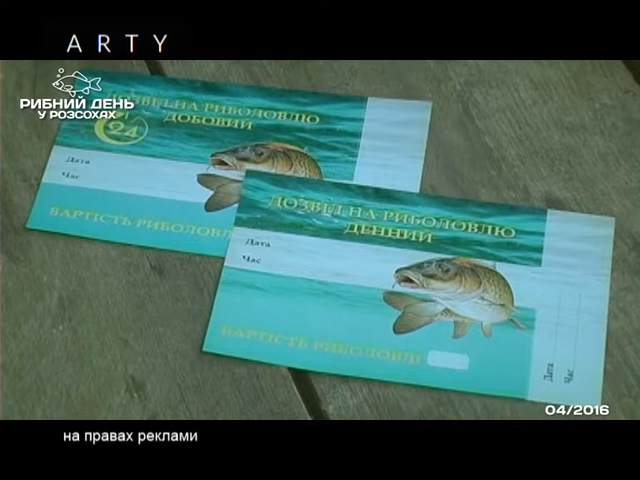 ARTY
РИБНИЙ ДЕНЬ
У РОЗСОХАХ
ДОЗВІЛ НА РИБОЛОВЛЮ
ДОБОВИЙ
24
Дата
Час
ВАРТІСТЬ РИБОЛОВЛІ
ДОЗВІЛ НА РИБОЛОВЛЮ
ДЕННИЙ
Дата
Час
ВАРТІСТЬ РИБОЛОВЛІ
Дата
Час
04/2016
на правах реклами